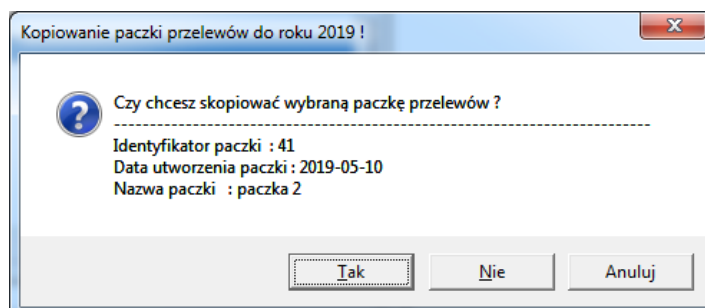 Kopiowanie paczki przelewów do roku 2019 !
Czy chcesz skopiować wybraną paczkę przelewów ?
--------------------------------------------------------------------------
Identyfikator paczki : 41
Data utworzenia paczki : 2019-05-10
Nazwa paczki : paczka 2
Tak Nie Anuluj